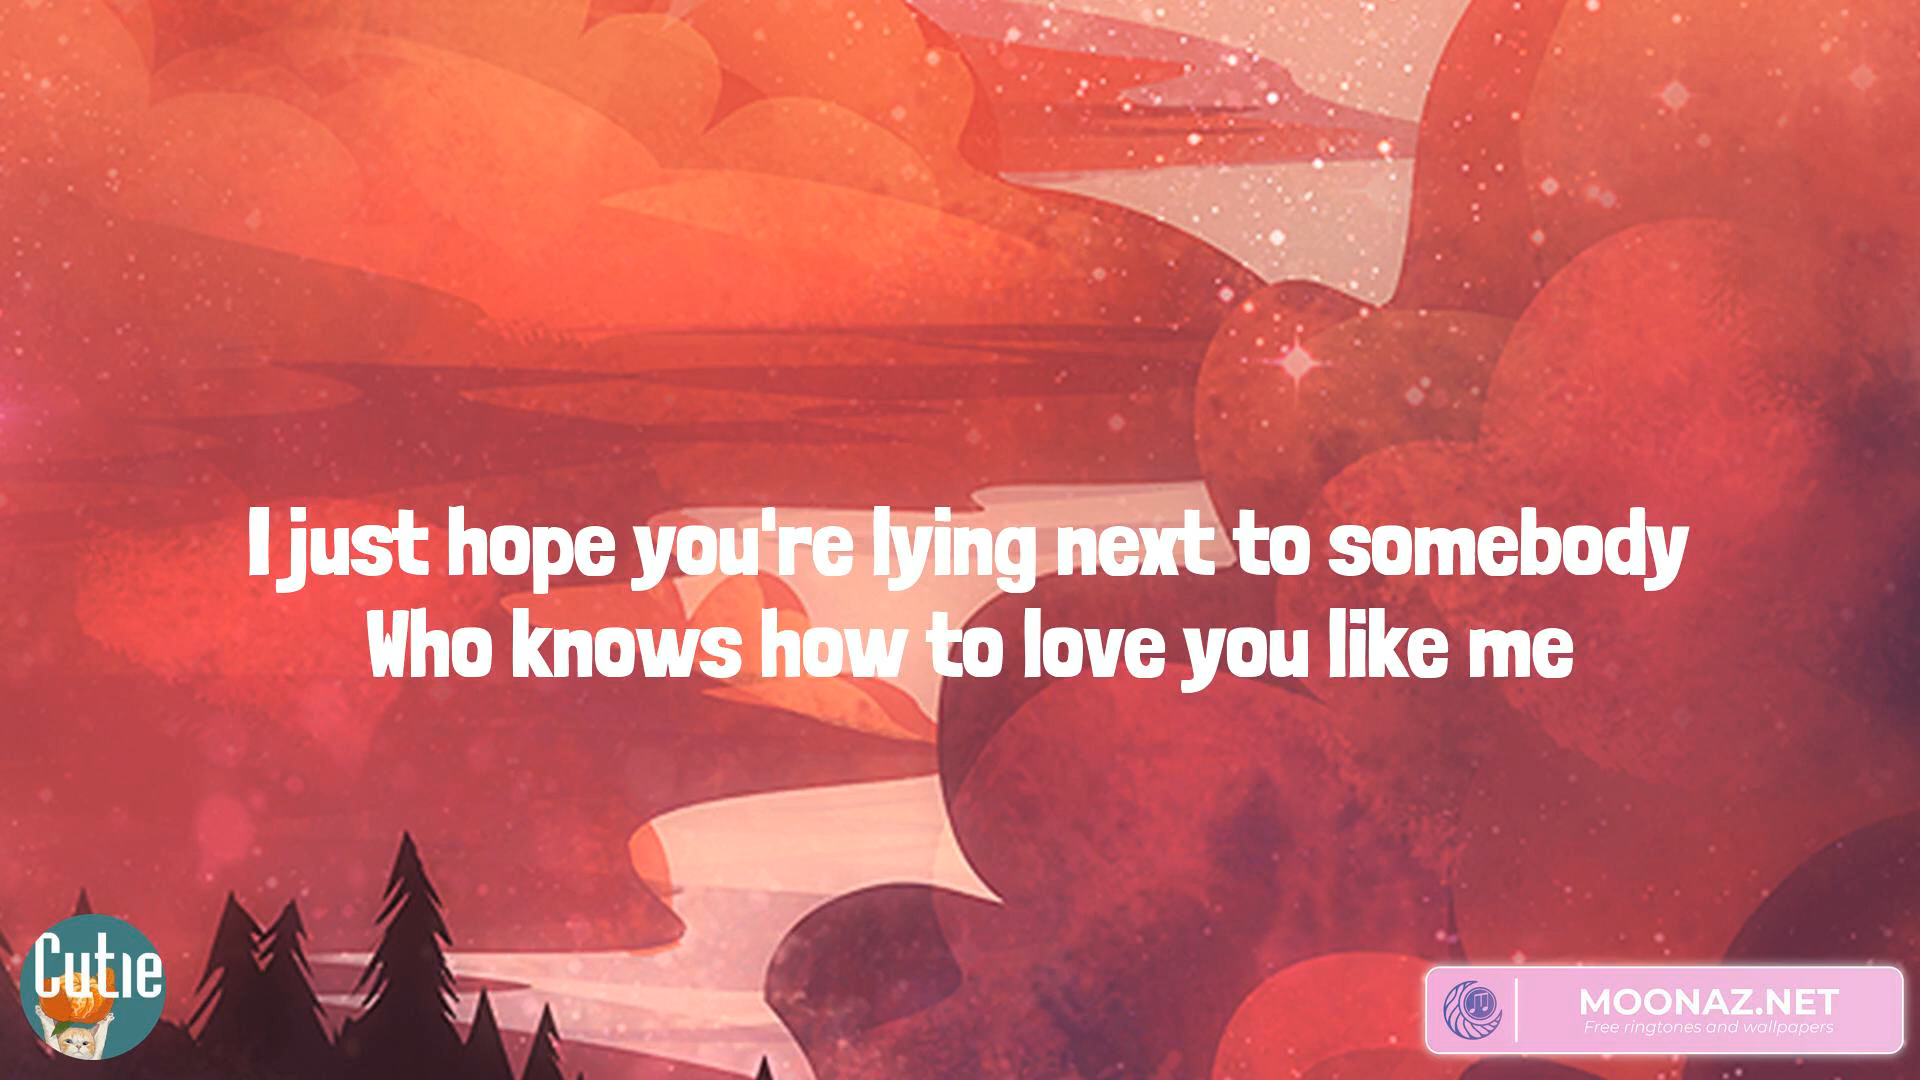 I just hope you're lying next to somebody
Who knows how to love you like me
Cutie
MOONAZ.NET
Free ringtones and wallpapers